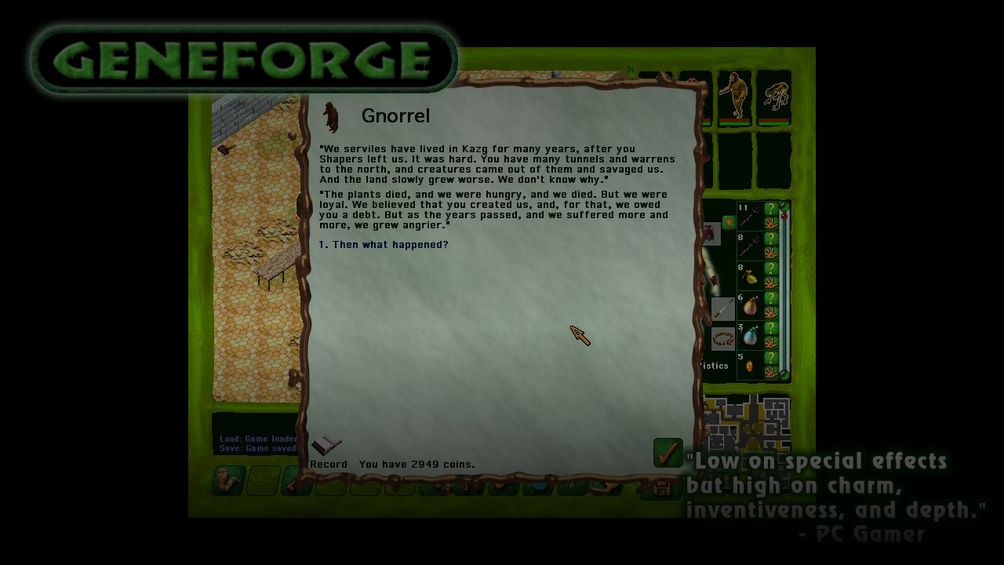 GENEFORGE
N
Gnorrel
"We serviles have lived in Kazg for many years, after you
Shapers left us. It was hard. You have many tunnels and warrens
to the north, and creatures came out of them and savaged us.
And the land slowly grew worse. We don't know why."
"The plants died, and we were hungry, and we died. But we were
loyal. We believed that you created us, and, for that, we owed
you a debt. But as the years passed, and we suffered more and
more, we grew angrier."
1. Then what happened?
11
?
8
?
8
?
6
?
3
?
5
?
istics
Load: Game loaded
Save: Game saved
Record You have 2949 coins.
"Low on special effects
but high on charm,
inventiveness, and depth."
- PC Gamer